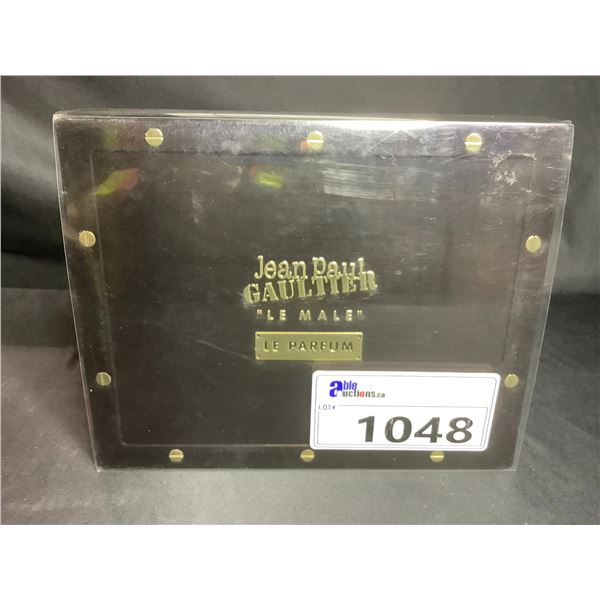 Jean Paul
GAULTIER
"LE MALE"
LE PARFUM
able
auctions.ca
LOT#
1048